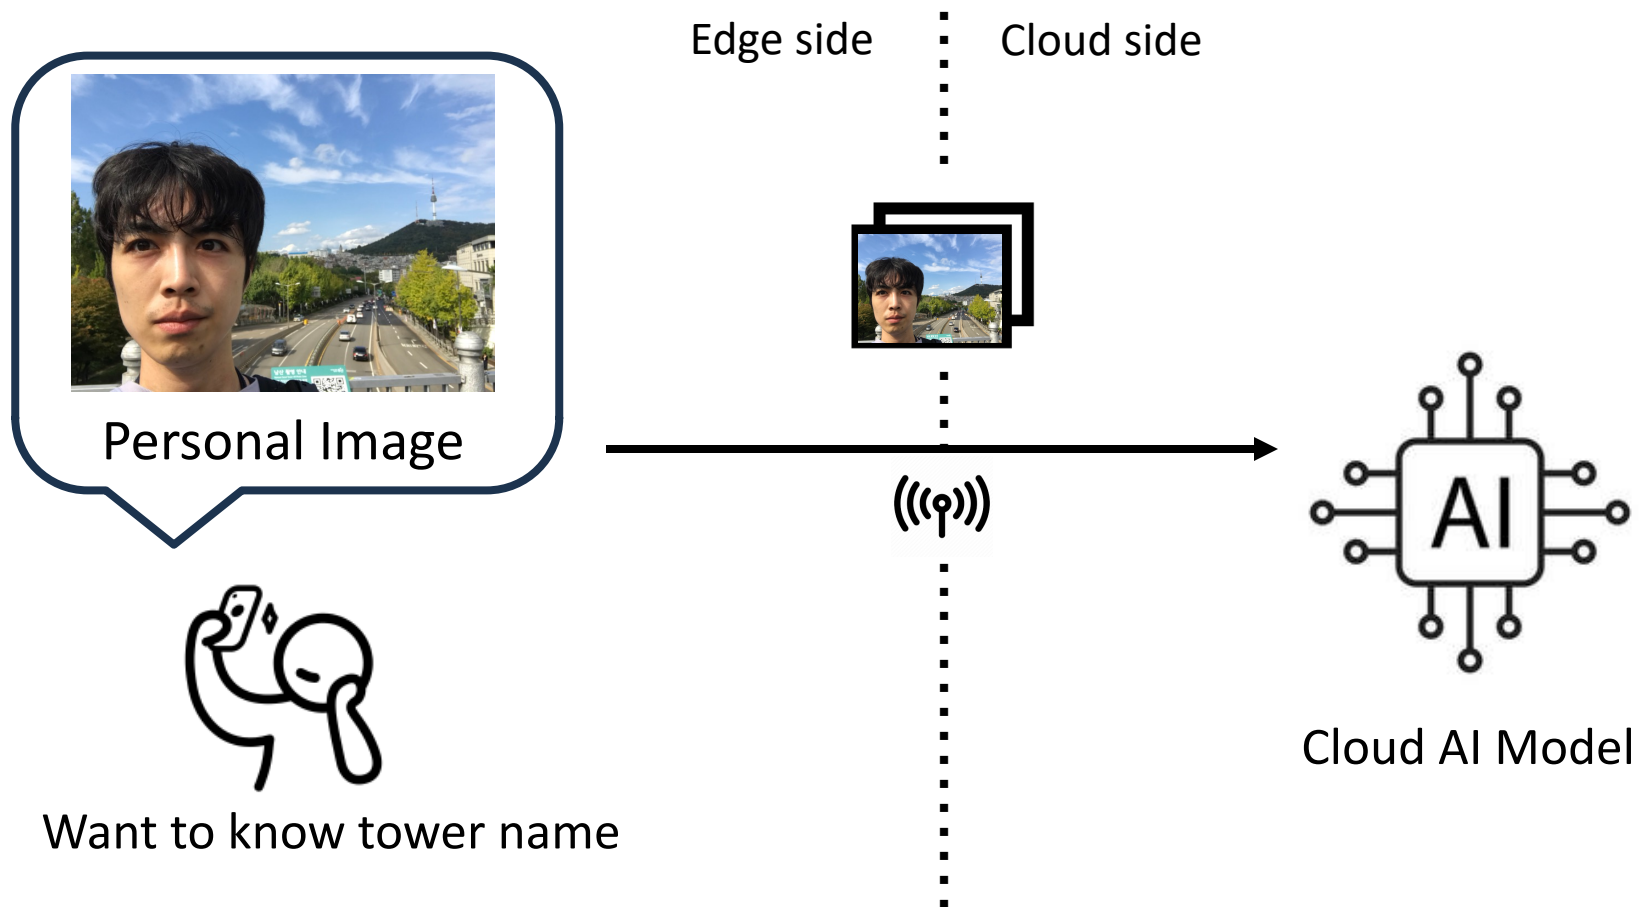 Edge side
Cloud side
Personal Image
AI
Cloud AI Model
Want to know tower name